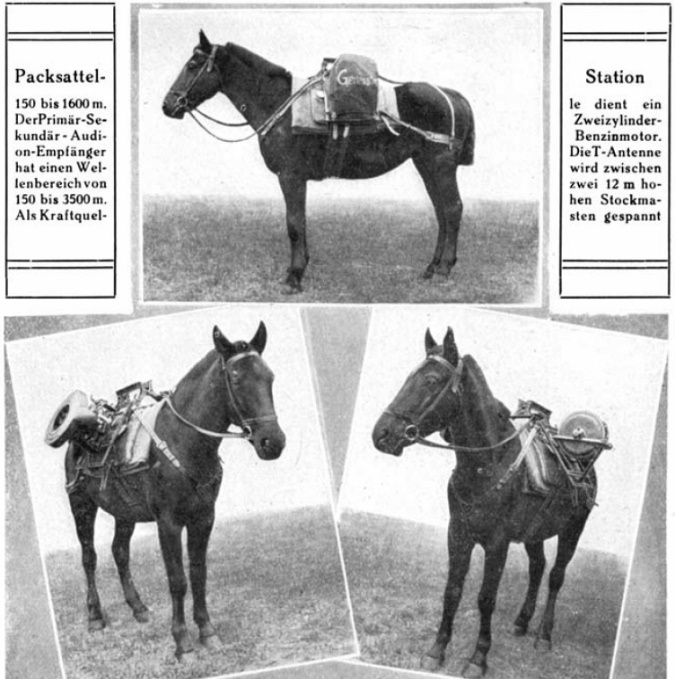 Packsattel-
150 bis 1600 m.
DerPrimär-Se-
kundär - Audi-
on-Empfänger
hat einen Wel-
lenbereich von
150 bis 3500 m.
Als Kraftquel-
Station
le dient ein
Zweizylinder-
Benzinmotor.
DieT-Antenne
wird zwischen
zwei 12 m ho-
hen Stockma-
sten gespannt